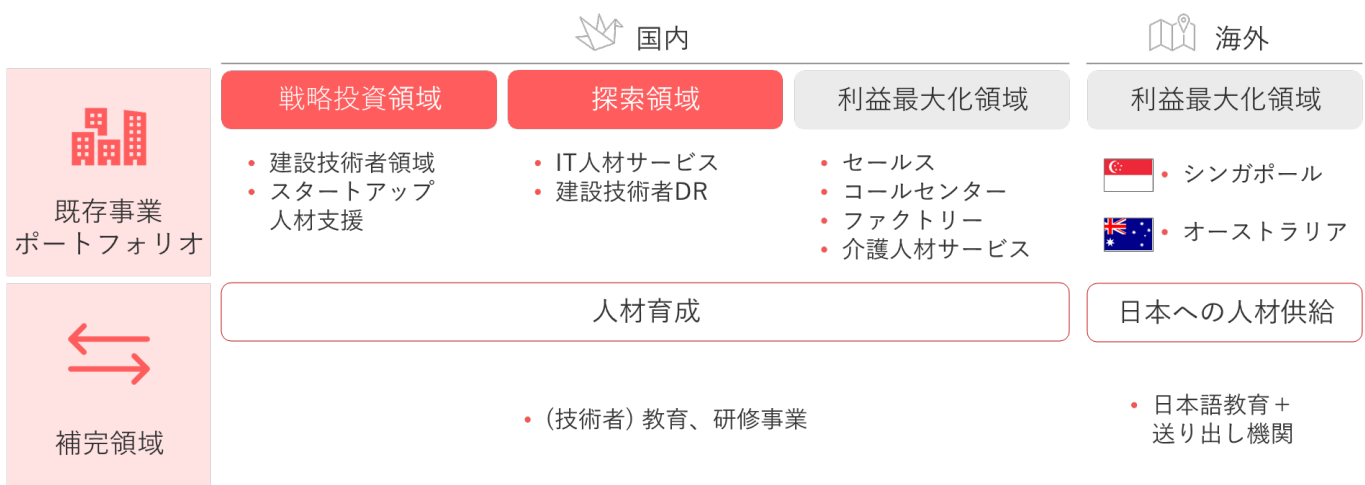 国内
海外
戦略投資領域
探索領域
利益最大化領域
利益最大化領域
既存事業
ポートフォリオ
• 建設技術者領域
• スタートアップ
人材支援
• IT人材サービス
• 建設技術者DR
• セールス
• コールセンター
• ファクトリー
• 介護人材サービス
• シンガポール
• オーストラリア
人材育成
日本への人材供給
補完領域
• (技術者) 教育、研修事業
• 日本語教育＋
送り出し機関